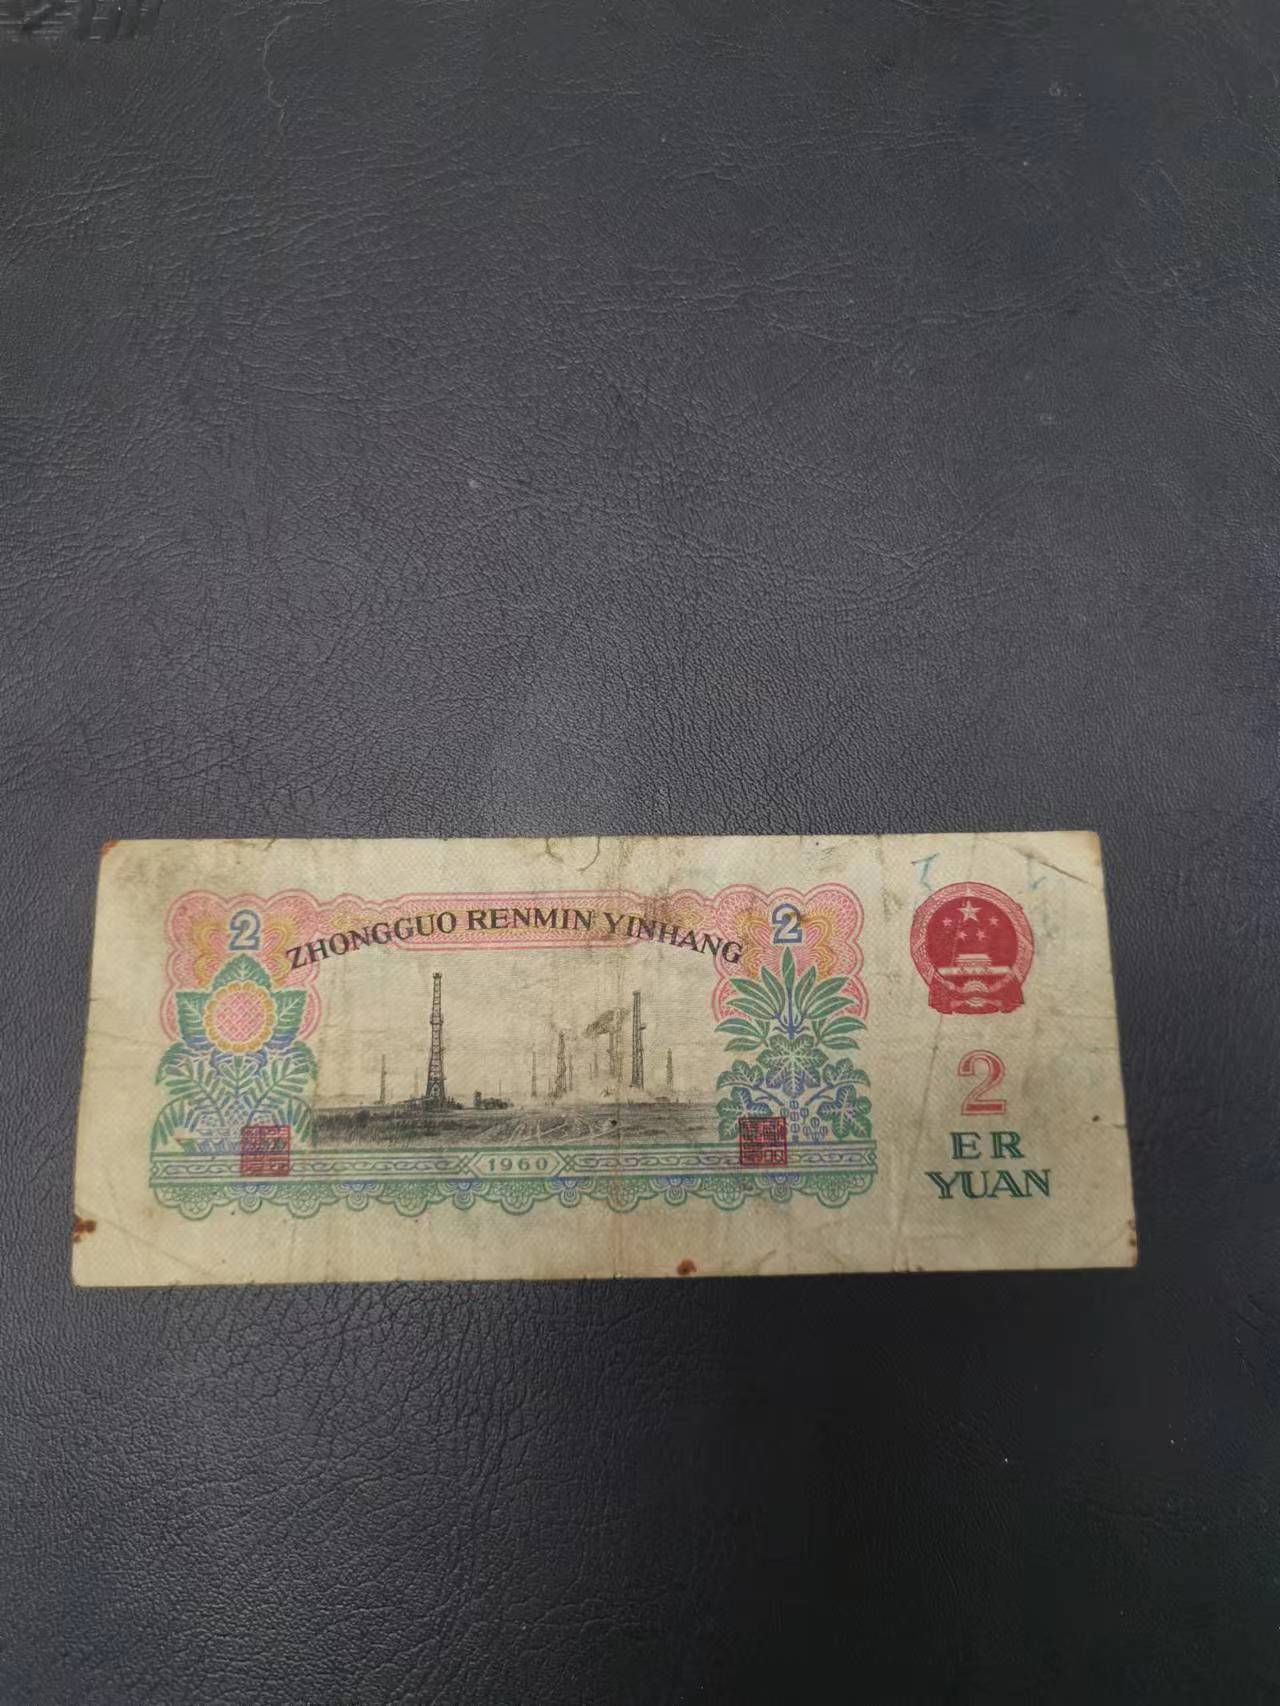 2
ZHONGGUO RENMIN YINHANG
2
1960
2
ER
YUAN